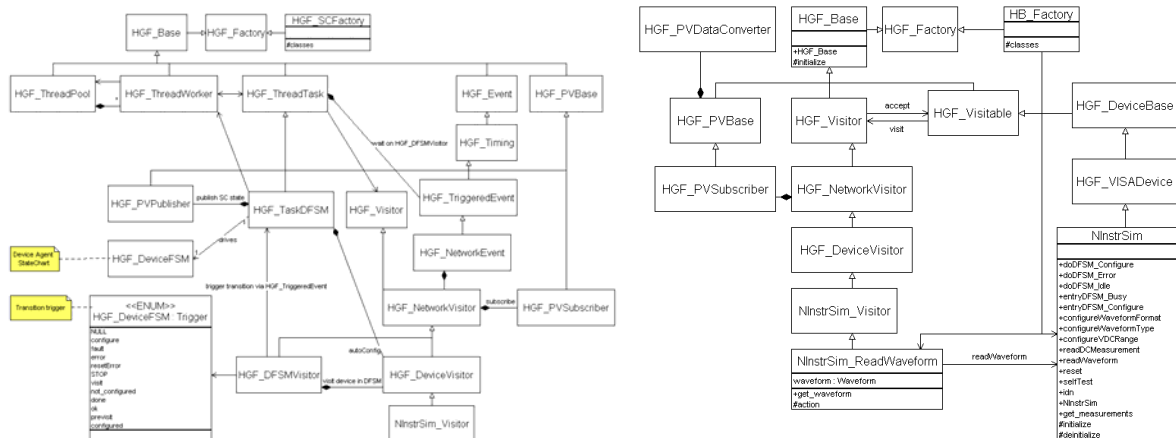 HGF_SCFactory
HGF_Base
HGF_Factory
#classes
HGF_ThreadPool
HGF_ThreadWorker
HGF_ThreadTask
HGF_Event
HGF_PVBase
HGF_Timing
wait on HGF_DFSMVisitor
HGF_PVPublisher
publish SC state
HGF_TaskDFSM
HGF_Visitor
HGF_TriggeredEvent
1
drives
1
Device Agent
StateChart
HGF_DeviceFSM
HGF_NetworkEvent
trigger transition via HGF_TriggeredEvent
Transition trigger
<<ENUM>>
HGF_DeviceFSM : Trigger
NULL
configure
fault
error
resetError
STOP
visit
not_configured
done
ok
previsit
configured
HGF_NetworkVisitor
subscribe
HGF_PVSubscriber
autoConfig
HGF_DFSMVisitor
visit device in DFSM
HGF_DeviceVisitor
NInstrSim_Visitor
HGF_PVDataConverter
HGF_Base
+HGF_Base
#initialize
HGF_Factory
HB_Factory
#classes
HGF_PVBase
HGF_Visitor
accept
visit
HGF_Visitable
HGF_DeviceBase
HGF_PVSubscriber
HGF_NetworkVisitor
HGF_VISADevice
HGF_DeviceVisitor
NInstrSim_Visitor
NInstrSim_ReadWaveform
waveform : Waveform
+get_waveform
#action
readWaveform
NInstrSim
+doDFSM_Configure
+doDFSM_Error
+doDFSM_Idle
+entryDFSM_Busy
+entryDFSM_Configure
+configureWaveformFormat
+configureWaveformType
+configureVDCRange
+readDCMeasurement
+readWaveform
+reset
+selfTest
+idn
+NInstrSim
+get_measurements
#initialize
#deinitialize